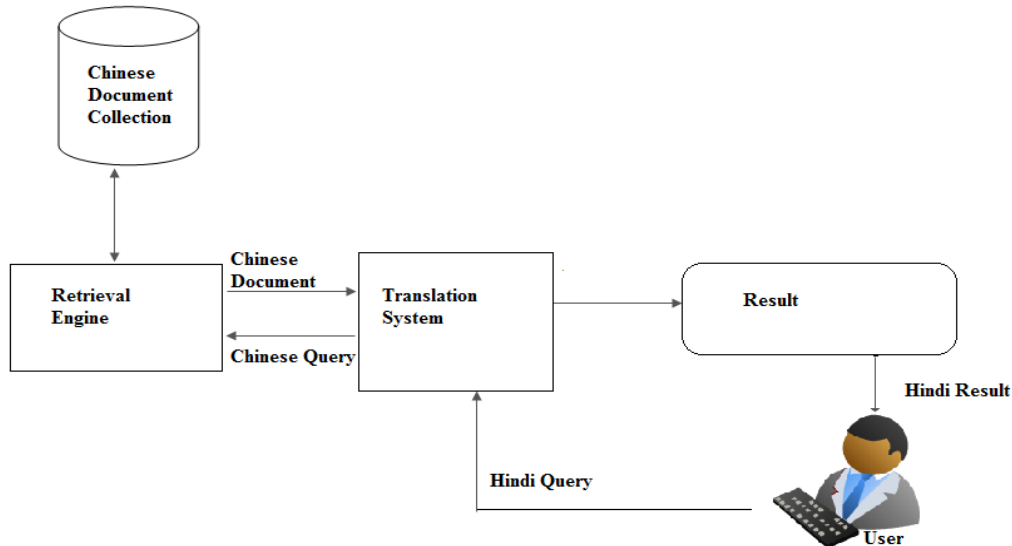 Chinese
Document
Collection
Chinese
Document
Retrieval
Engine
Translation
System
Result
Chinese Query
Hindi Result
Hindi Query
User